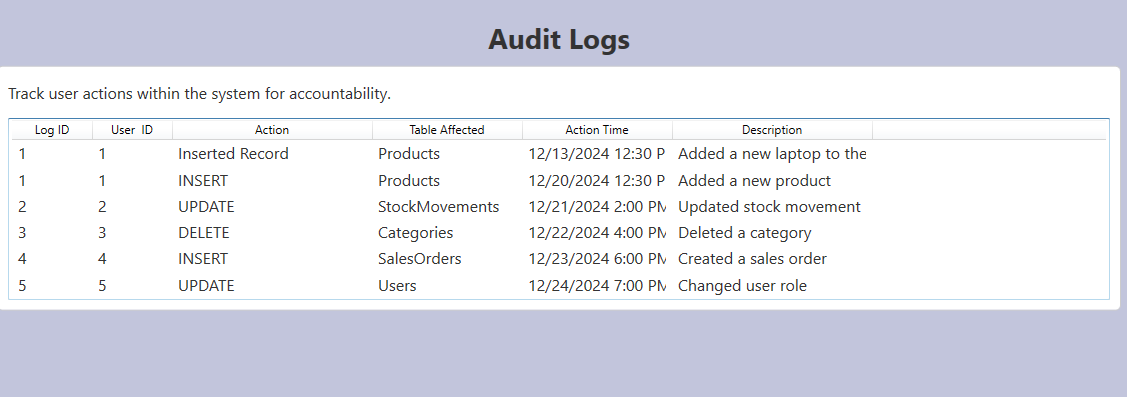 Audit Logs
Track user actions within the system for accountability.
Log ID User  ID Action Table Affected Action Time Description
1 1 Inserted Record Products 12/13/2024 12:30 P Added a new laptop to the
1 1 INSERT Products 12/20/2024 12:30 P Added a new product
2 2 UPDATE StockMovements 12/21/2024 2:00 PM Updated stock movement
3 3 DELETE Categories 12/22/2024 4:00 PM Deleted a category
4 4 INSERT SalesOrders 12/23/2024 6:00 PM Created a sales order
5 5 UPDATE Users 12/24/2024 7:00 PM Changed user role